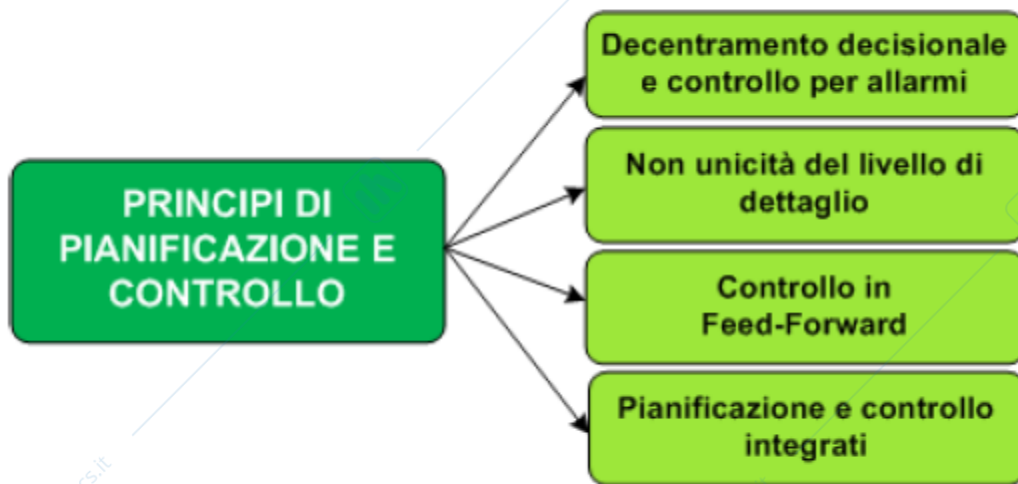 PRINCIPI DI
PIANIFICAZIONE E
CONTROLLO
Decentramento decisionale
e controllo per allarmi
Non unicità del livello di
dettaglio
Controllo in
Feed-Forward
Pianificazione e controllo
integrati